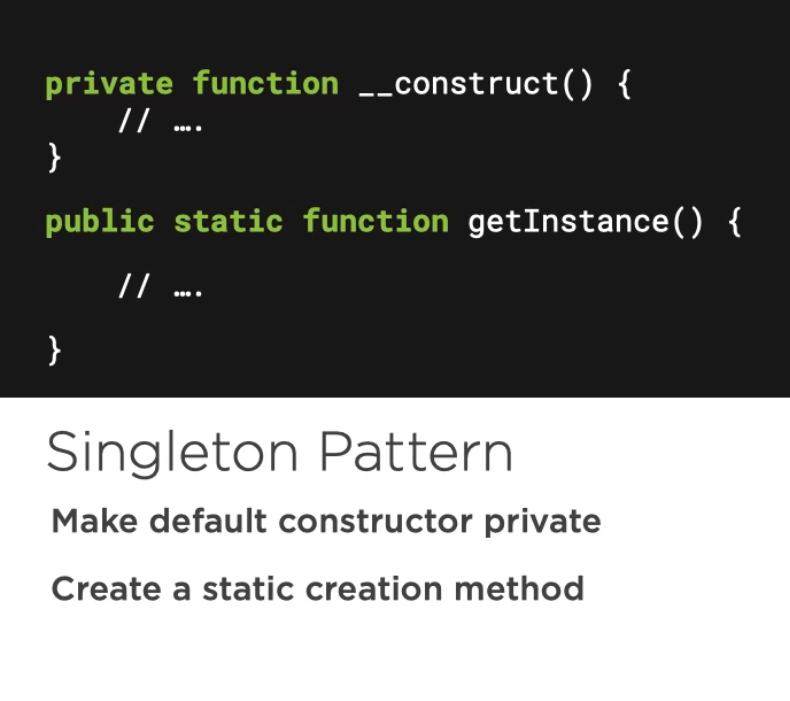 private function __construct() {
// ….
}
public static function getInstance() {
// ….
}
Singleton Pattern
Make default constructor private
Create a static creation method